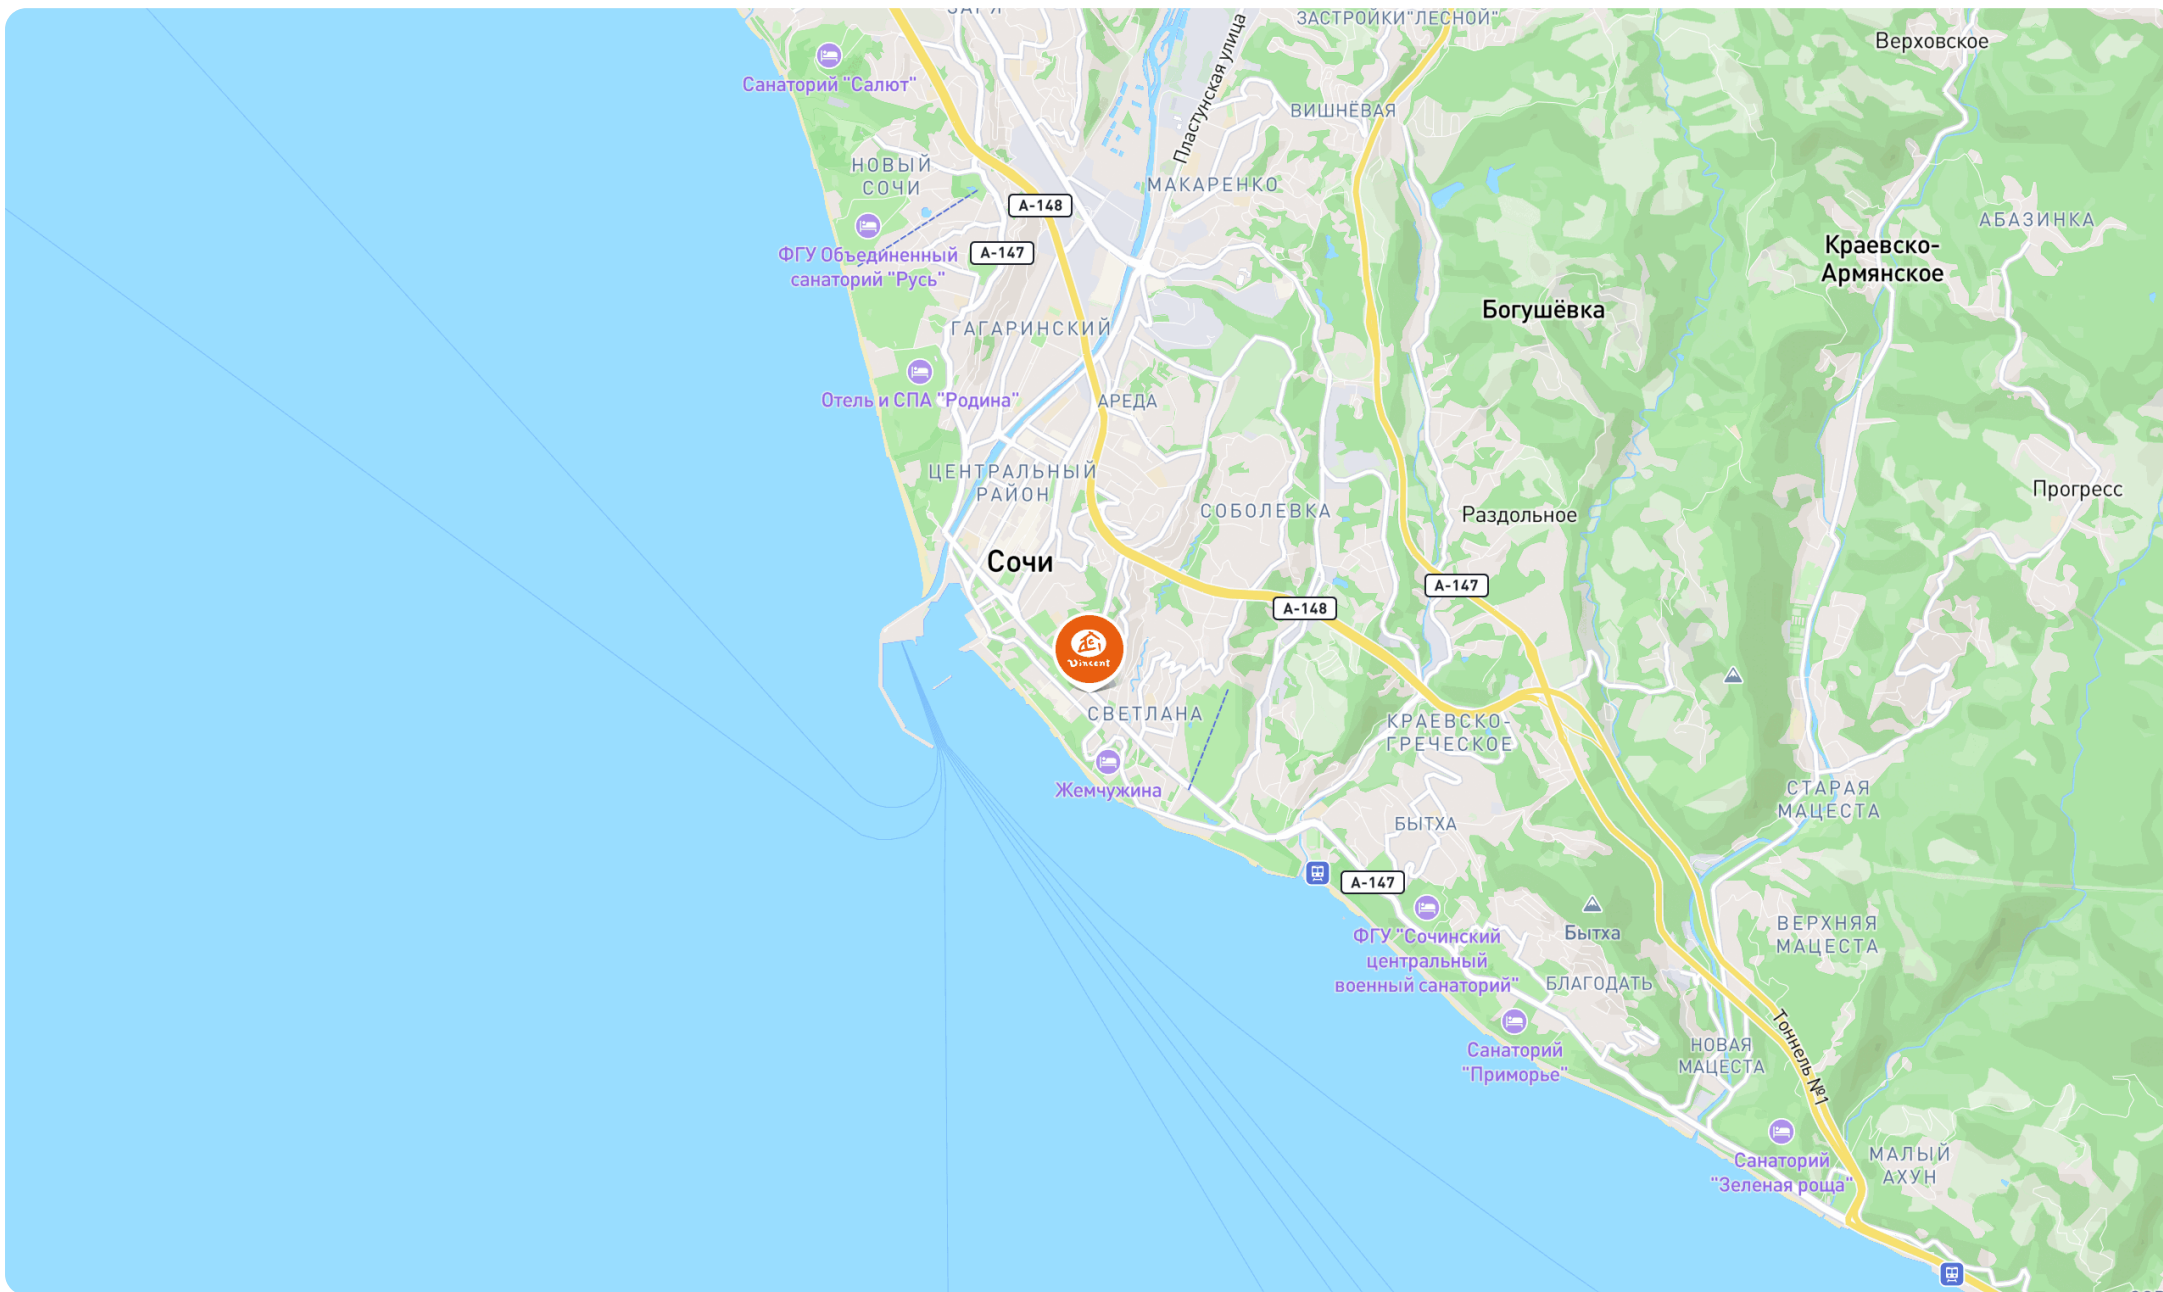 ЗАРЯ
ЗАСТРОЙКИ"ЛЕСНОЙ"
Верховское
Санаторий "Салют"
Пластунская улица
ВИШНЁВАЯ
НОВЫЙ
СОЧИ
МАКАРЕНКО
А-148
АБАЗИНКА
А-147
ФГУ Объединенный
санаторий "Русь"
Краевско-
Армянское
Богушёвка
ГАГАРИНСКИЙ
Отель и СПА "Родина"
АРЕДА
ЦЕНТРАЛЬНЫЙ
РАЙОН
Прогресс
СОБОЛЕВКА
Раздольное
Сочи
А-147
А-148
Vincent
СВЕТЛАНА
КРАЕВСКО-
ГРЕЧЕСКОЕ
Жемчужина
СТАРАЯ
МАЦЕСТА
БЫТХА
А-147
ФГУ "Сочинский
центральный
военный санаторий"
Бытха
ВЕРХНЯЯ
МАЦЕСТА
БЛАГОДАТЬ
Санаторий
"Приморье"
НОВАЯ
МАЦЕСТА
Тоннель №1
Санаторий
"Зеленая роща"
МАЛЫЙ
АХУН